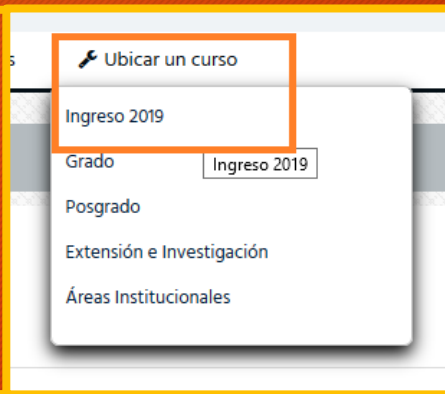 s
Ubicar un curso
Ingreso 2019
Grado
Ingreso 2019
Posgrado
Extensión e Investigación
Áreas Institucionales